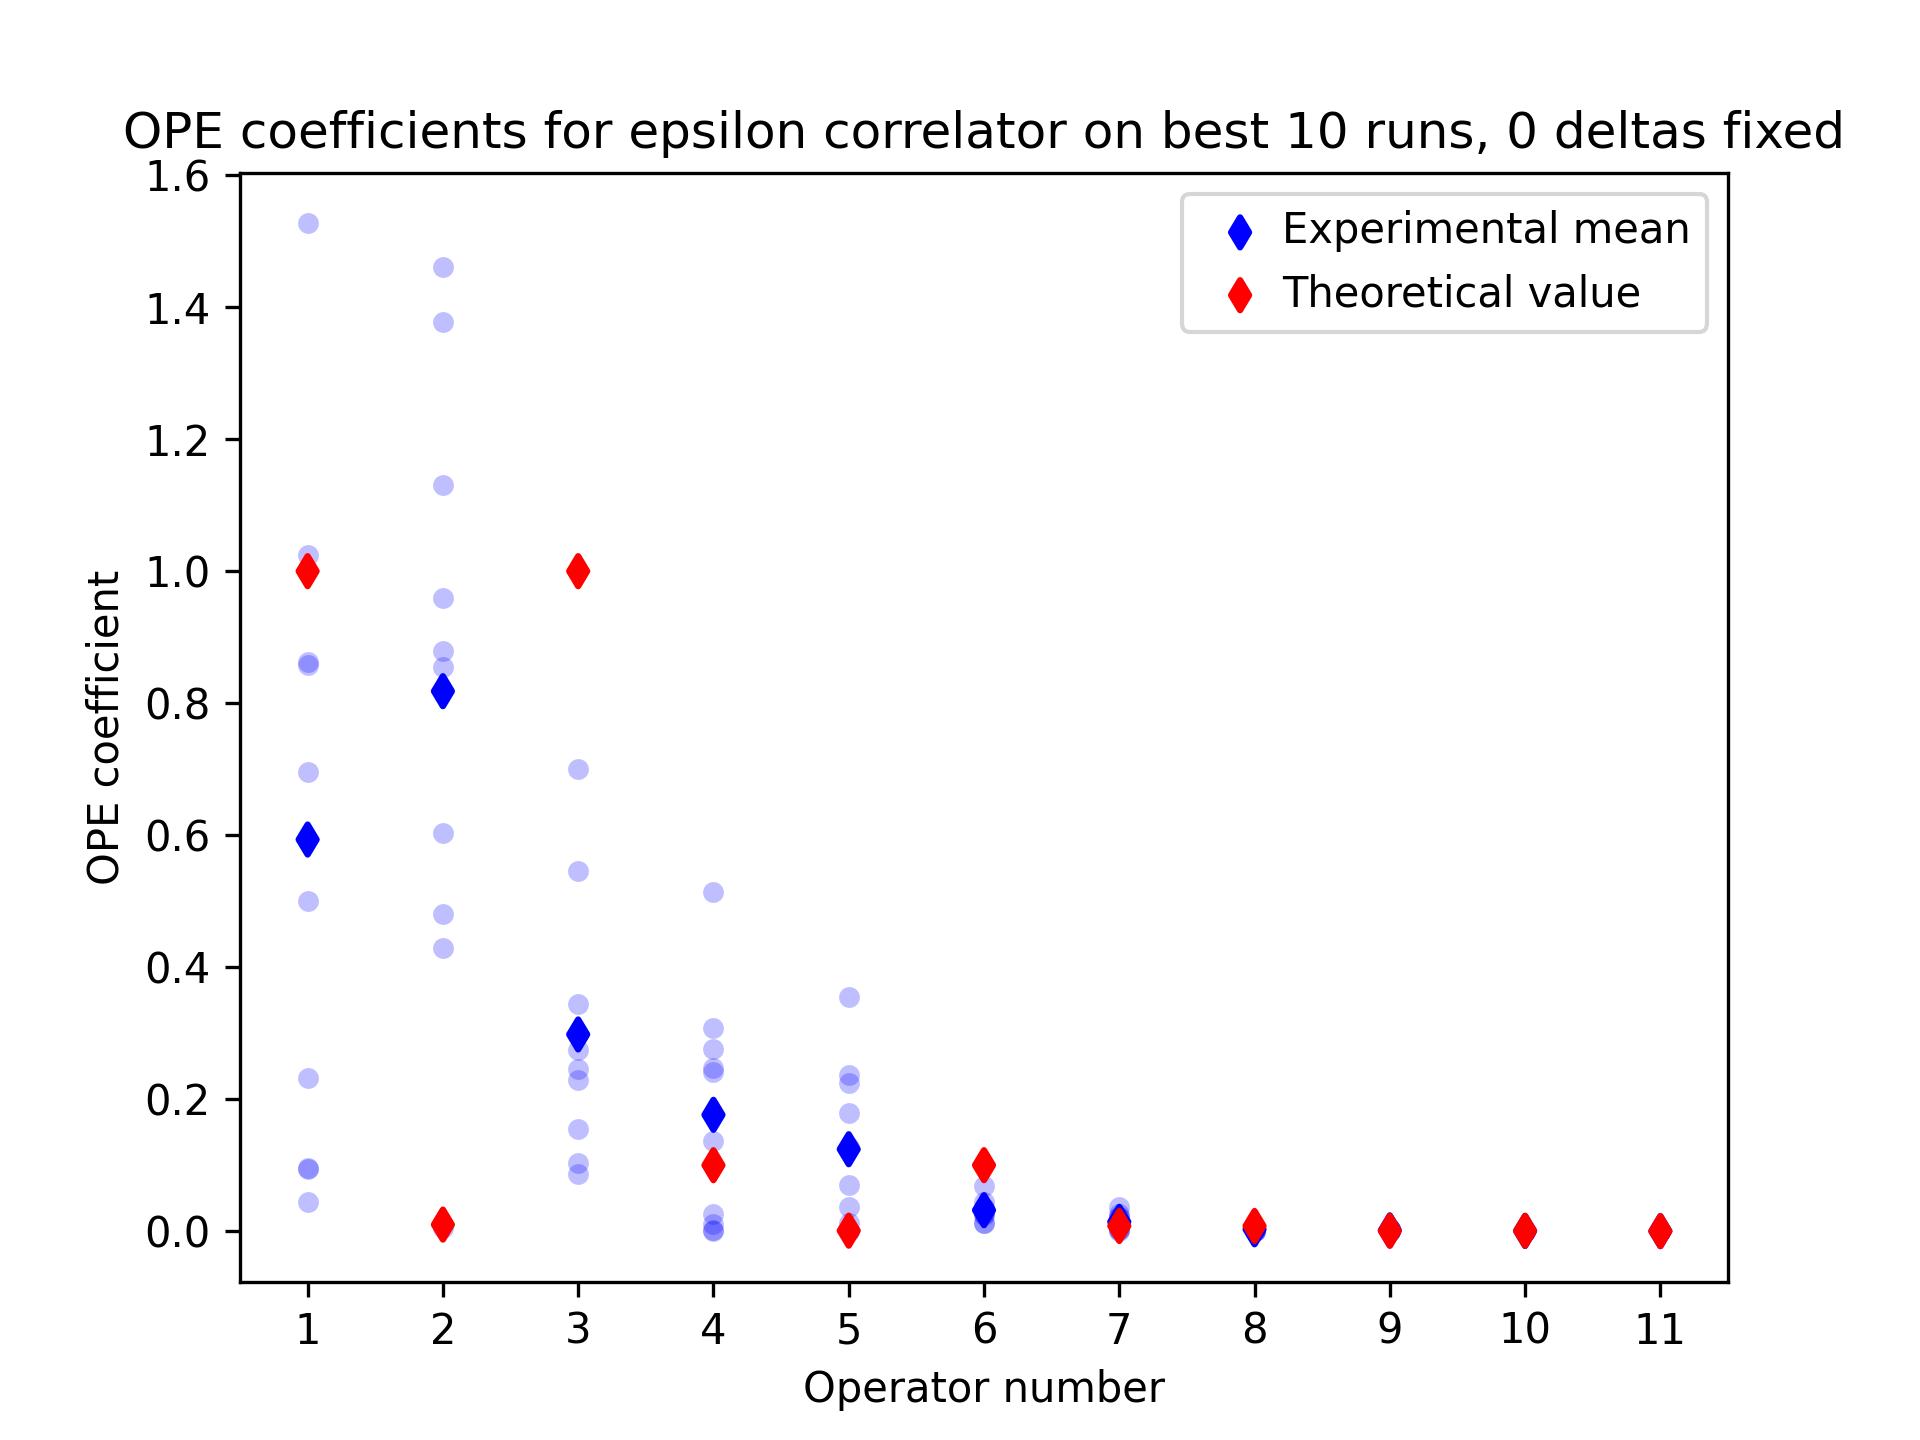 OPE coefficients for epsilon correlator on best 10 runs, 0 deltas fixed
1.6
1.4
1.2
1.0
0.8
0.6
0.4
0.2
0.0
OPE coefficient
Experimental mean
Theoretical value
1 2 3 4 5 6 7 8 9 10 11
Operator number